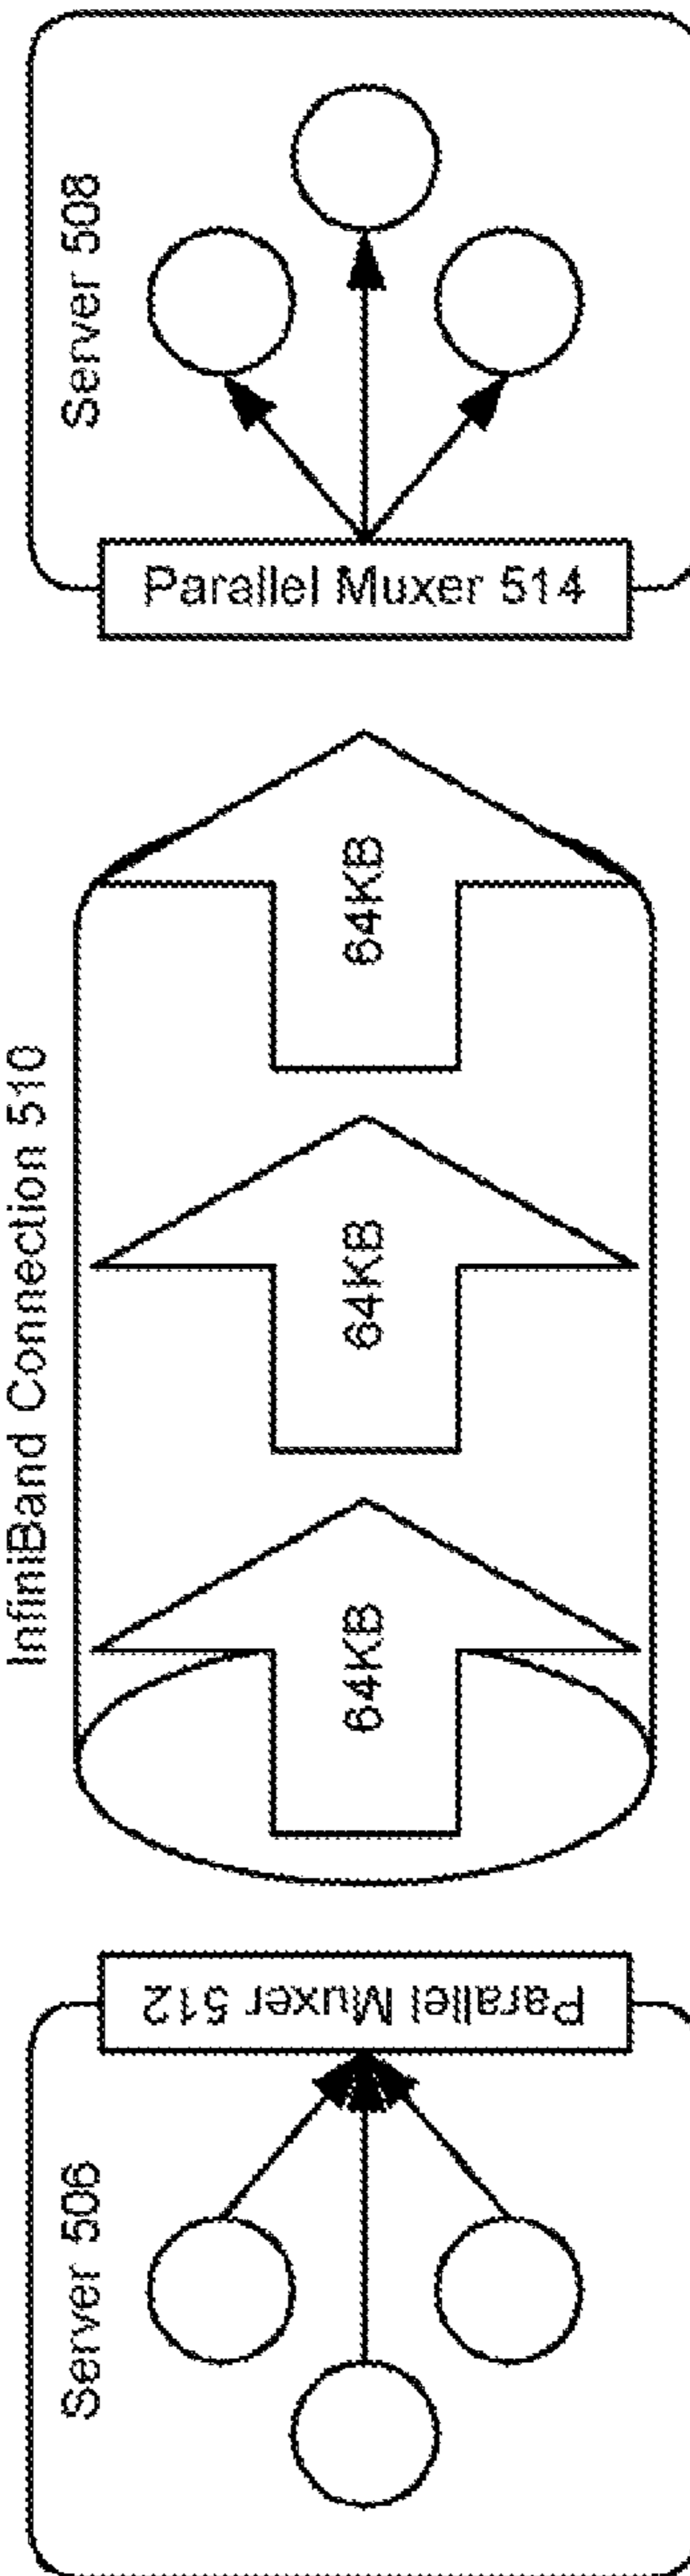 InfiniBand Connection 510
Server 506
Parallel Muxer 512
64KB
64KB
64KB
Parallel Muxer 514
Server 508